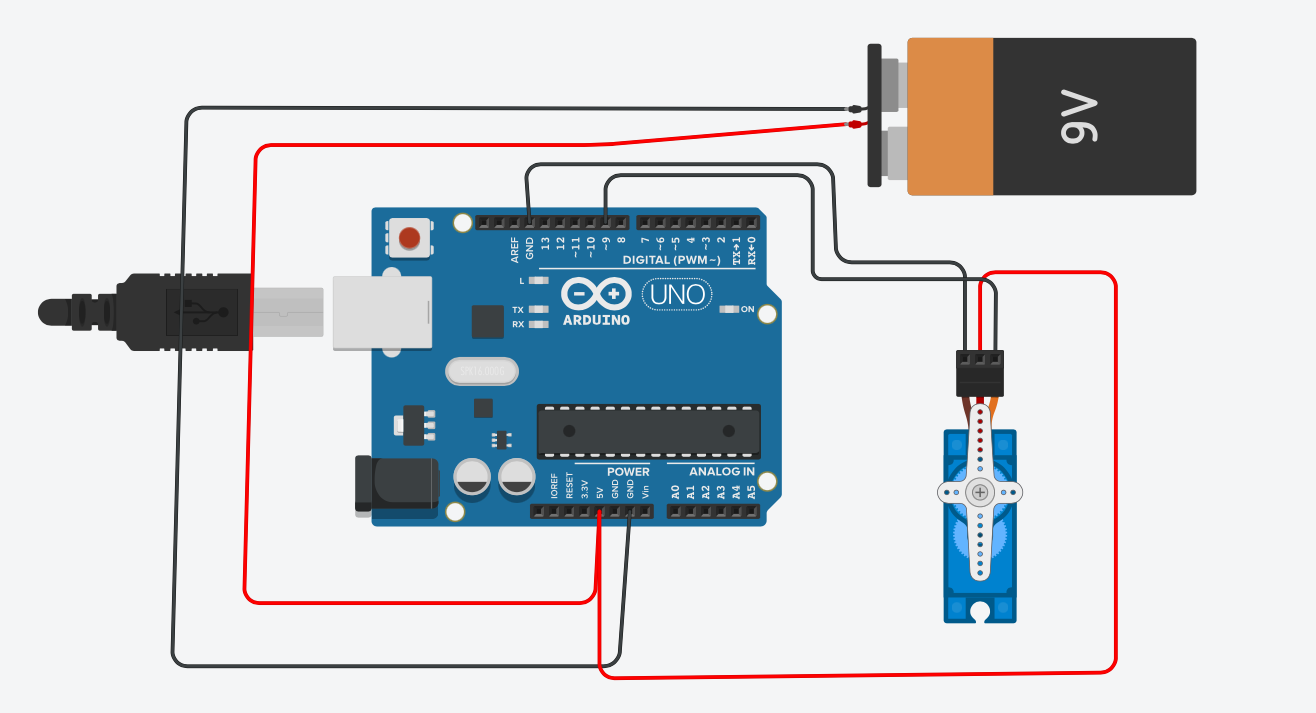 9V
AREF
GND
13
12
~11
~10
~9
8
7
~6
~5
4
~3
2
TX→1
RX←0
DIGITAL (PWM~)
L
TX
RX
UNO
ON
ARDUINO
SPK16.000G
IOREF
RESET
3.3V
5V
GND
GND
Vin
POWER
ANALOG IN
A0
A1
A2
A3
A4
A5